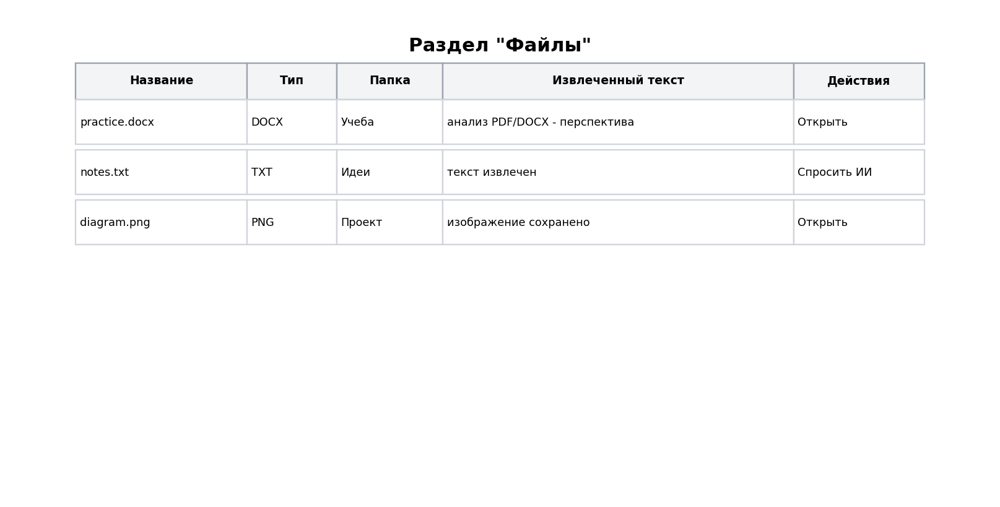 Раздел "Файлы"
Название Тип Папка Извлеченный текст Действия
practice.docx DOCX Учеба анализ PDF/DOCX - перспектива Открыть
notes.txt TXT Идеи текст извлечен Спросить ИИ
diagram.png PNG Проект изображение сохранено Открыть